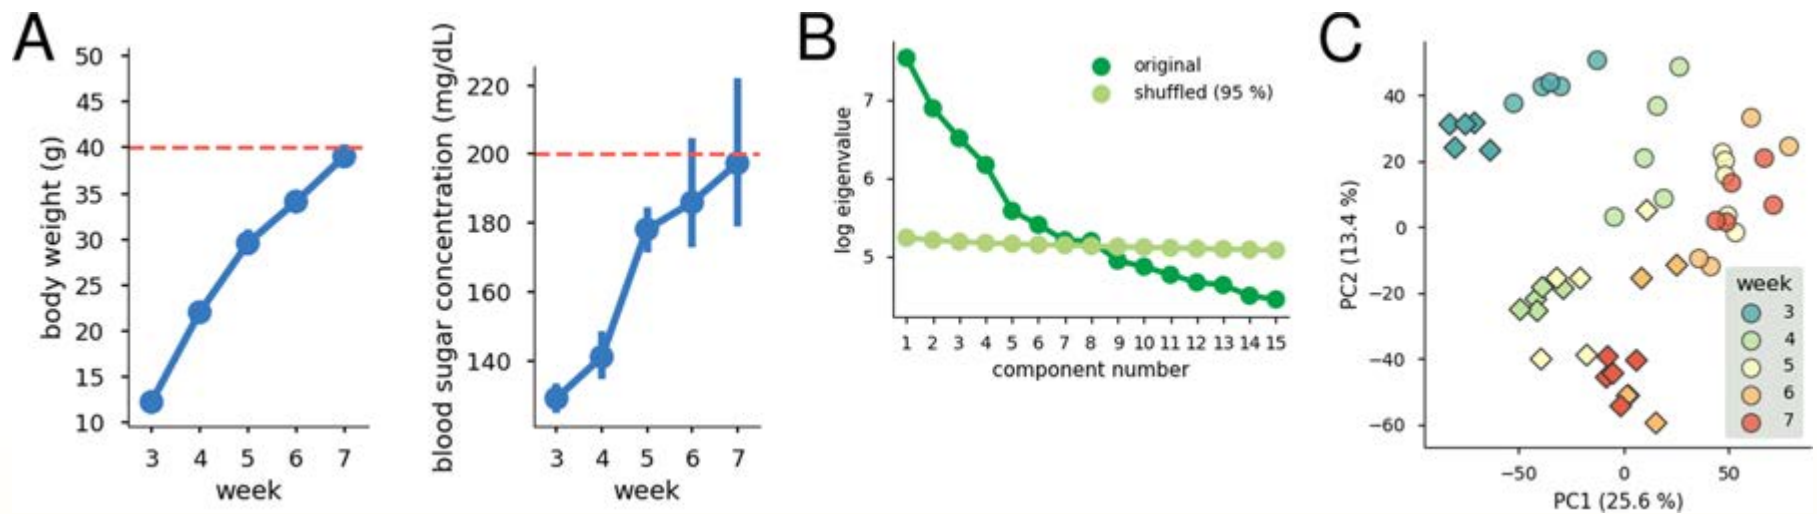 A
body weight (g)
50
45
40
35
30
25
20
15
10
3 4 5 6 7
week
blood sugar concentration (mg/dL)
220
200
180
160
140
3 4 5 6 7
week
B
log eigenvalue
7
6
5
original
shuffled (95 %)
1 2 3 4 5 6 7 8 9 10 11 12 13 14 15
component number
C
PC2 (13.4 %)
40
20
0
−20
−40
−60
week
3
4
5
6
7
−50 0 50
PC1 (25.6 %)